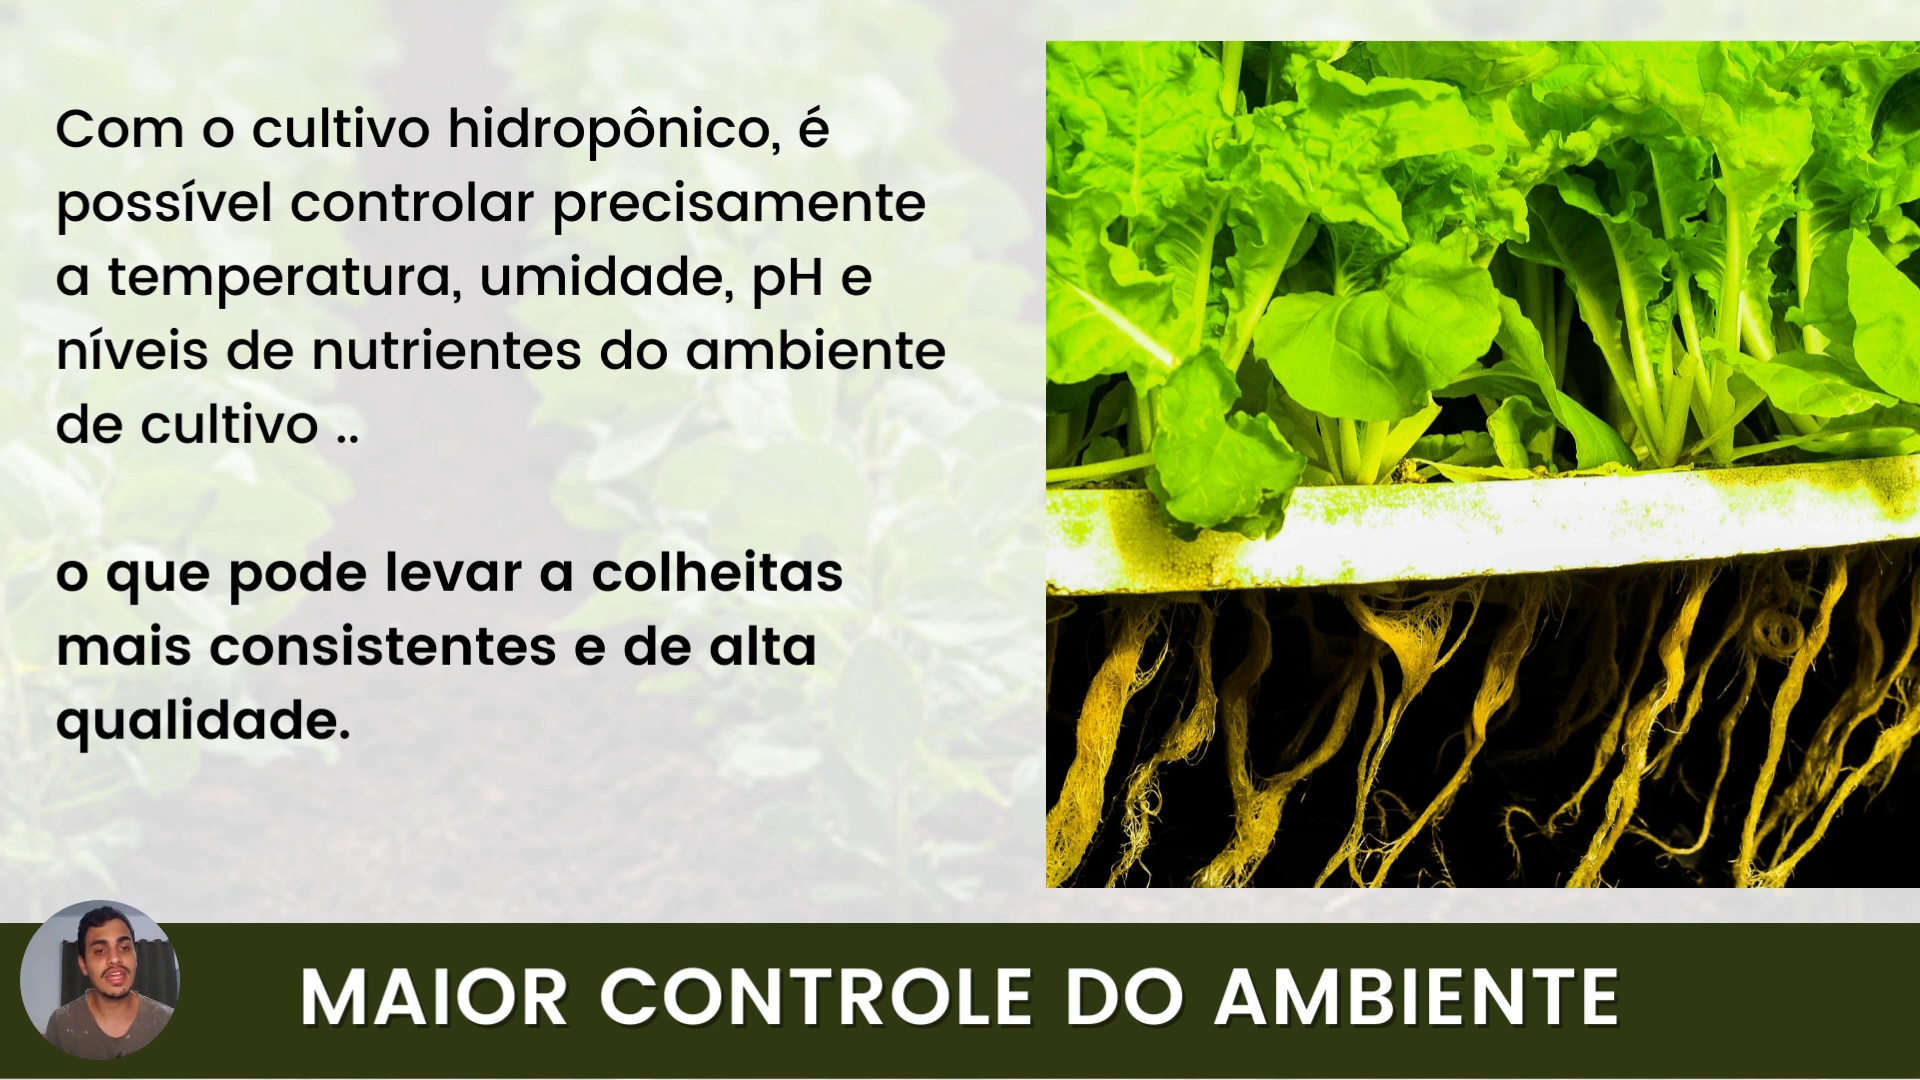 Com o cultivo hidropônico, é
possível controlar precisamente
a temperatura, umidade, pH e
níveis de nutrientes do ambiente
de cultivo ..
o que pode levar a colheitas
mais consistentes e de alta
qualidade.
MAIOR CONTROLE DO AMBIENTE